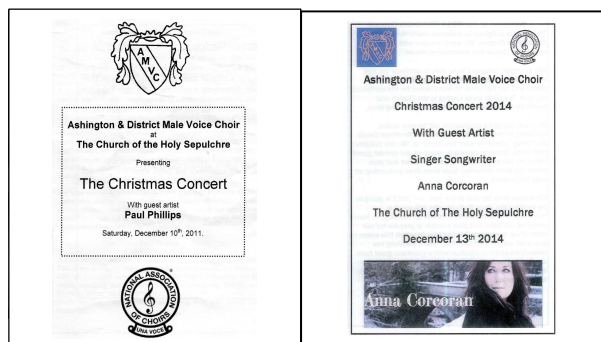 A M V C
Ashington & District Male Voice Choir
at
The Church of the Holy Sepulchre
Presenting
The Christmas Concert
With guest artist
Paul Phillips
Saturday, December 10th, 2011.
NATIONAL ASSOCIATION
OF CHOIRS
UNA VOCE
Ashington & District Male Voice Choir
Christmas Concert 2014
With Guest Artist
Singer Songwriter
Anna Corcoran
The Church of The Holy Sepulchre
December 13th 2014
Anna Corcoran